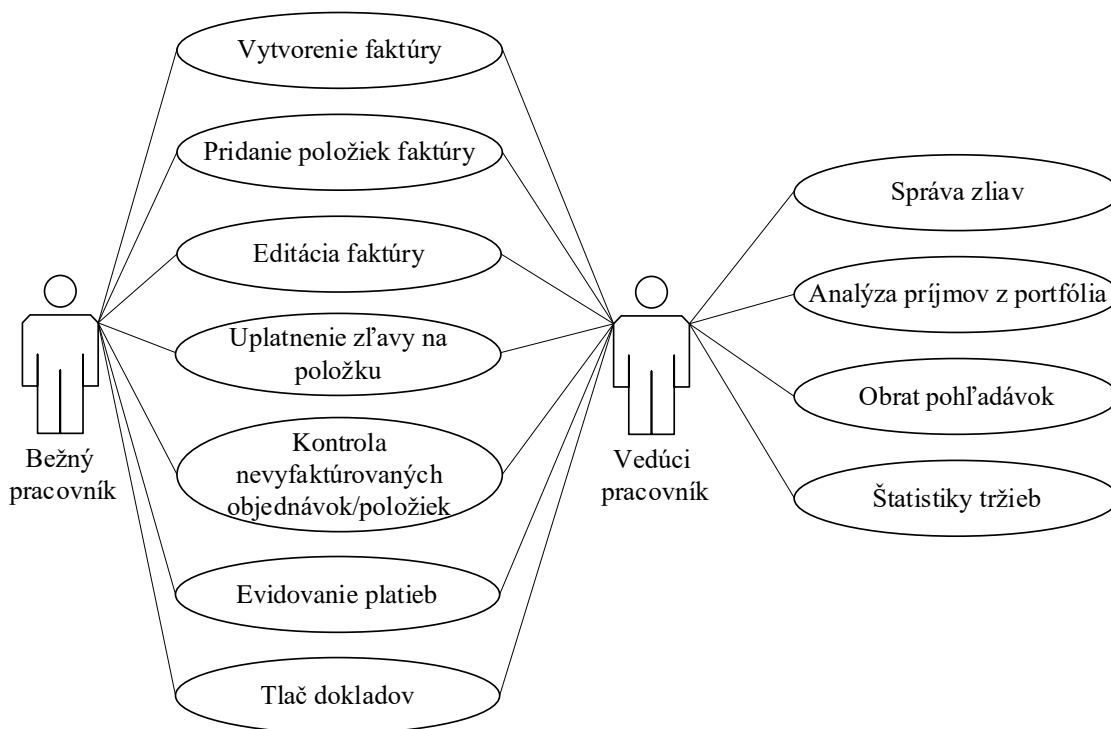 Vytvorenie faktúry
Pridanie položiek faktúry
Editácia faktúry
Uplatnenie zľavy na
položku
Kontrola
nevyfaktúrovaných
objednávok/položiek
Evidovanie platieb
Tlač dokladov
Bežný
pracovník
Vedúci
pracovník
Správa zliav
Analýza príjmov z portfólia
Obrat pohľadávok
Štatistiky tržieb